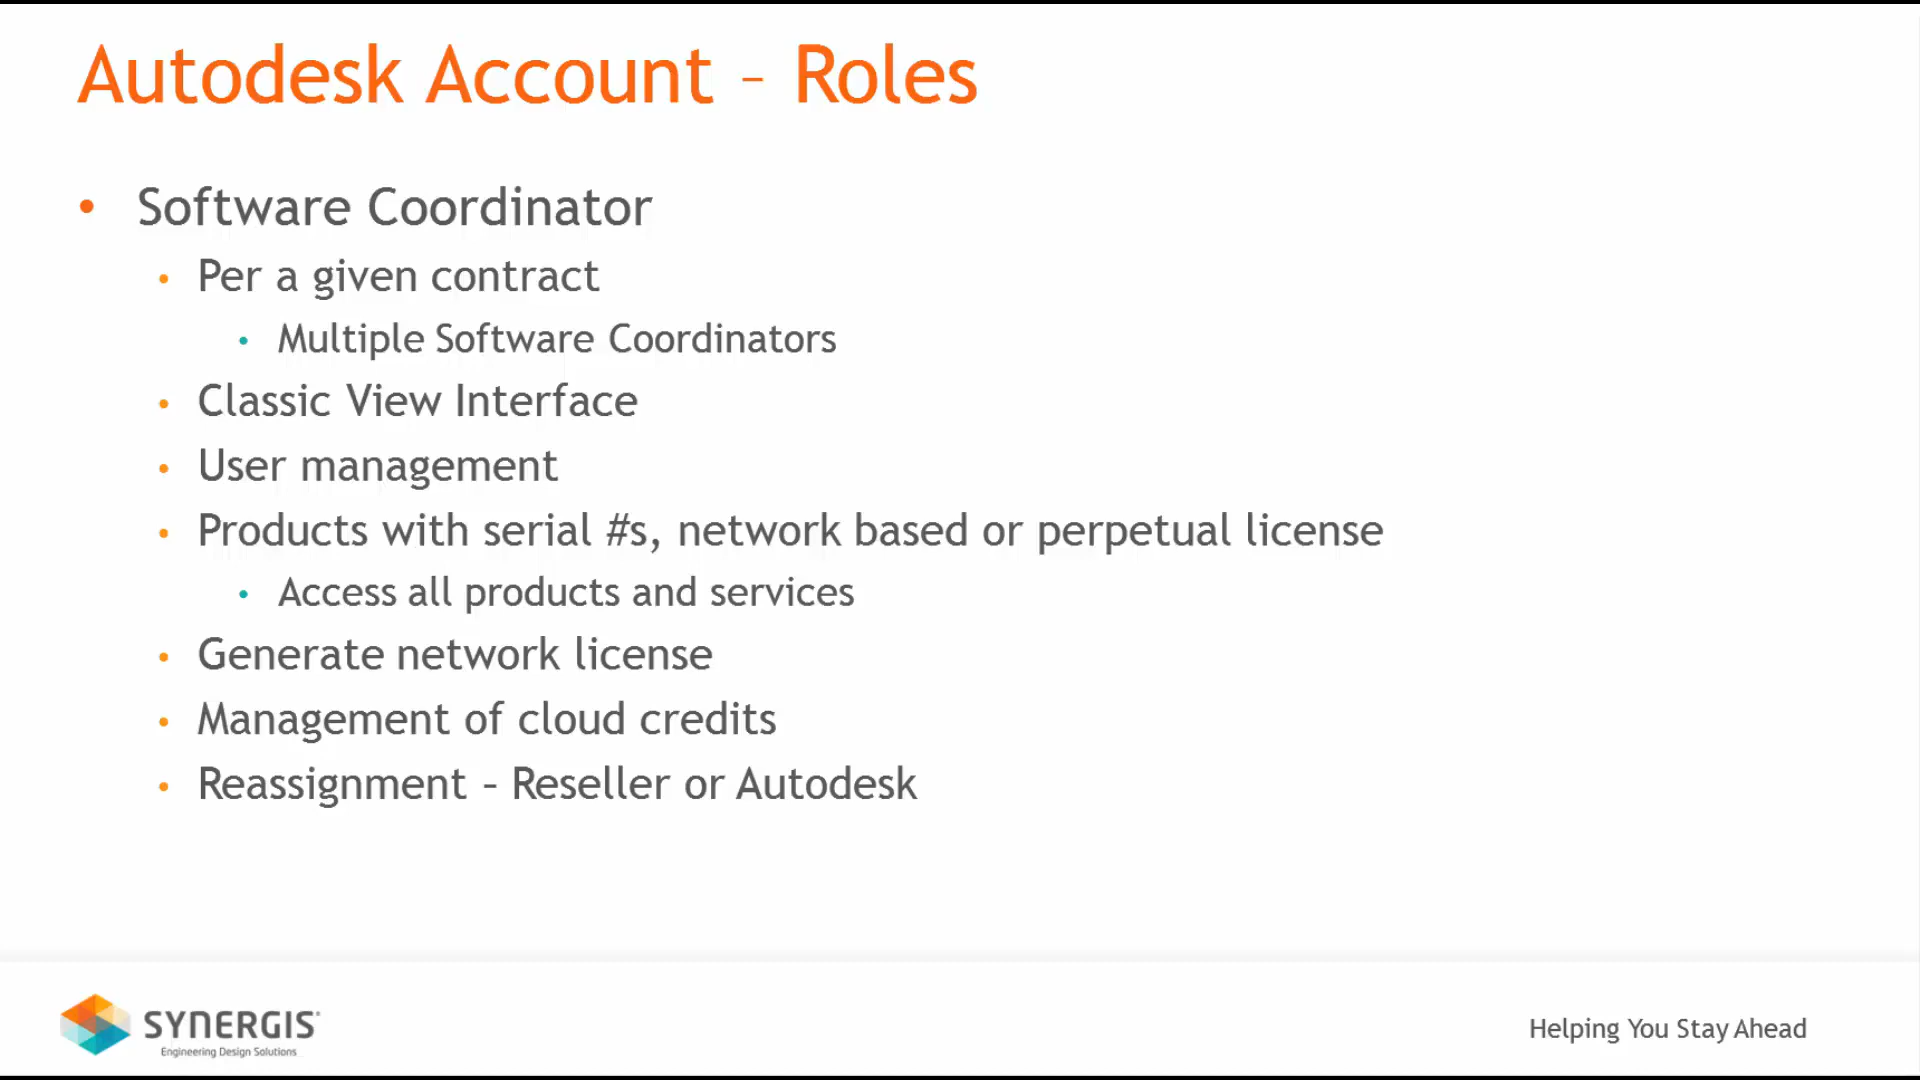 Autodesk Account – Roles
• Software Coordinator
• Per a given contract
• Multiple Software Coordinators
• Classic View Interface
• User management
• Products with serial #s, network based or perpetual license
• Access all products and services
• Generate network license
• Management of cloud credits
• Reassignment – Reseller or Autodesk
SYNERGIS
Engineering Design Solutions
Helping You Stay Ahead